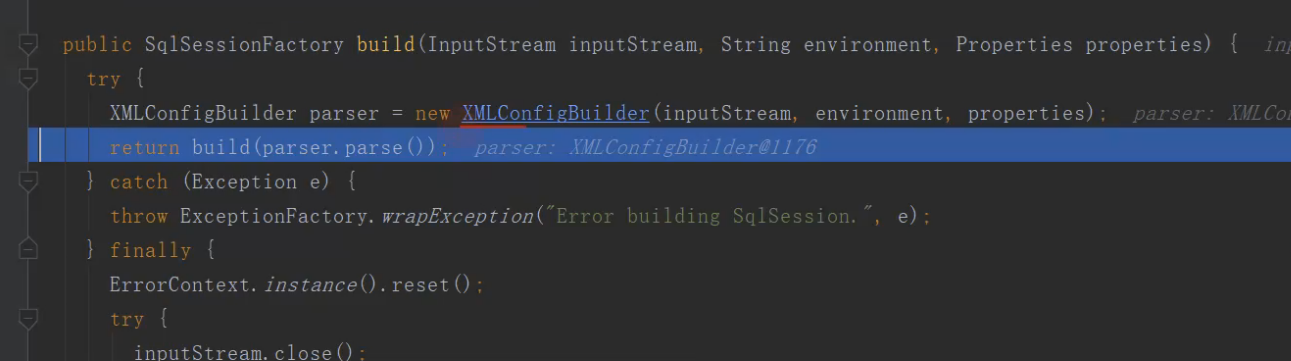 public SqlSessionFactory build(InputStream inputStream, String environment, Properties properties) {
try {
XMLConfigBuilder parser = new XMLConfigBuilder(inputStream, environment, properties); parser:
return build(parser.parse()); parser: XMLConfigBuilder@1176
} catch (Exception e) {
throw ExceptionFactory.wrapException("Error building SqlSession.", e);
} finally {
ErrorContext.instance().reset();
try {
inputStream.close();